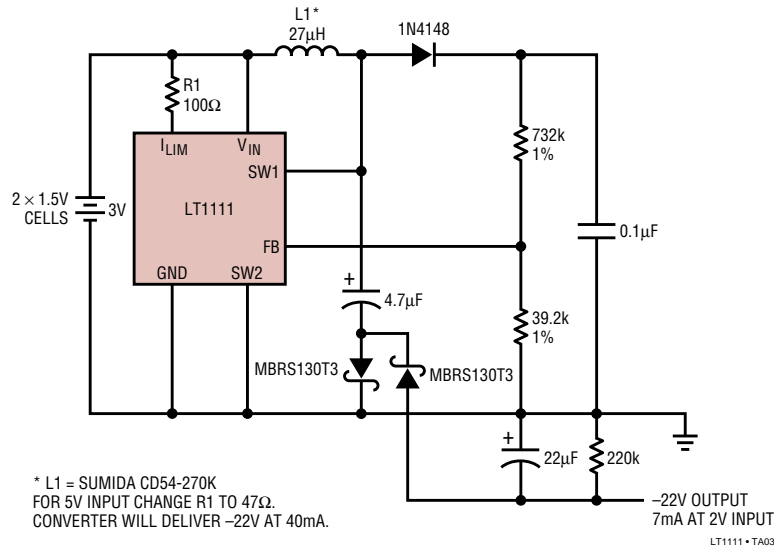 L1*
27μH
1N4148
R1
100Ω
ILIM
VIN
SW1
732k
1%
2 × 1.5V
CELLS
3V
LT1111
FB
0.1μF
GND
SW2
+
4.7μF
39.2k
1%
MBRS130T3
MBRS130T3
+
22μF
220k
* L1 = SUMIDA CD54-270K
FOR 5V INPUT CHANGE R1 TO 47Ω.
CONVERTER WILL DELIVER –22V AT 40mA.
–22V OUTPUT
7mA AT 2V INPUT
LT1111 • TA03